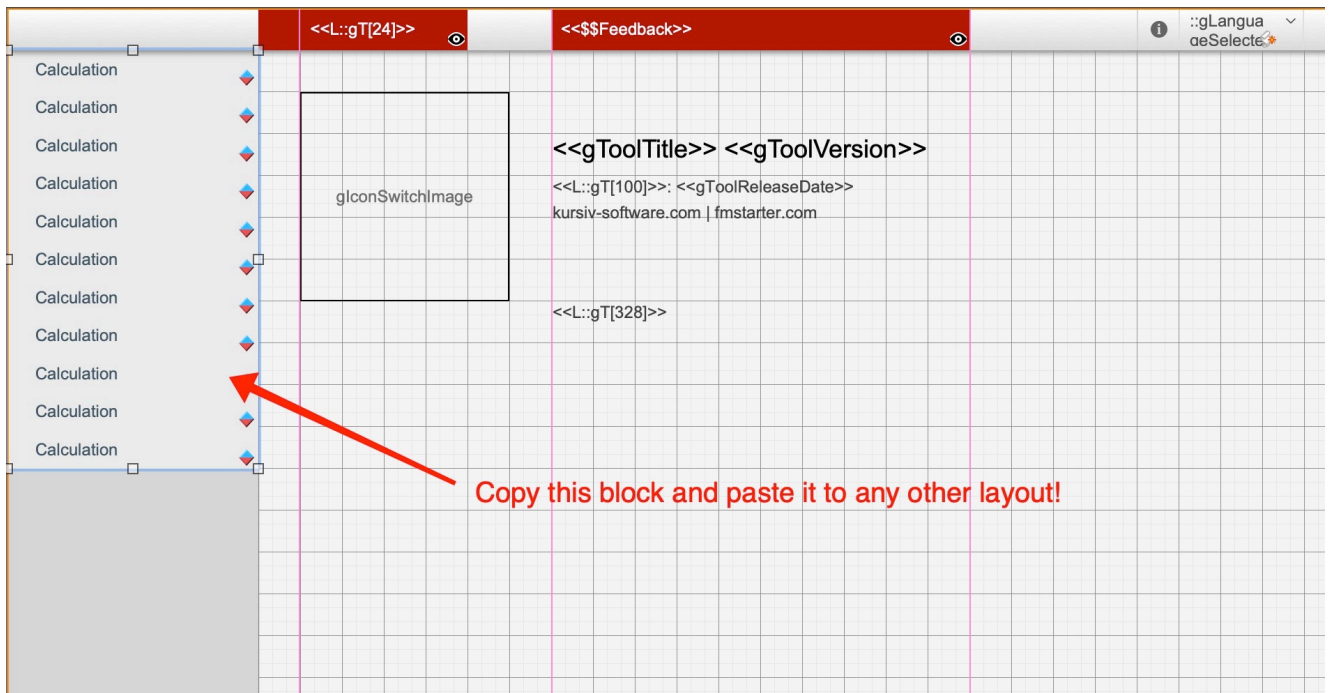 <<L::gT[24]>>
<<$$Feedback>>
::gLangua
geSelecte
Calculation
Calculation
Calculation
Calculation
Calculation
Calculation
Calculation
Calculation
Calculation
Calculation
Calculation
gIconSwitchImage
<<gToolTitle>> <<gToolVersion>>
<<L::gT[100]>>: <<gToolReleaseDate>>
kursiv-software.com | fmstarter.com
<<L::gT[328]>>
Copy this block and paste it to any other layout!